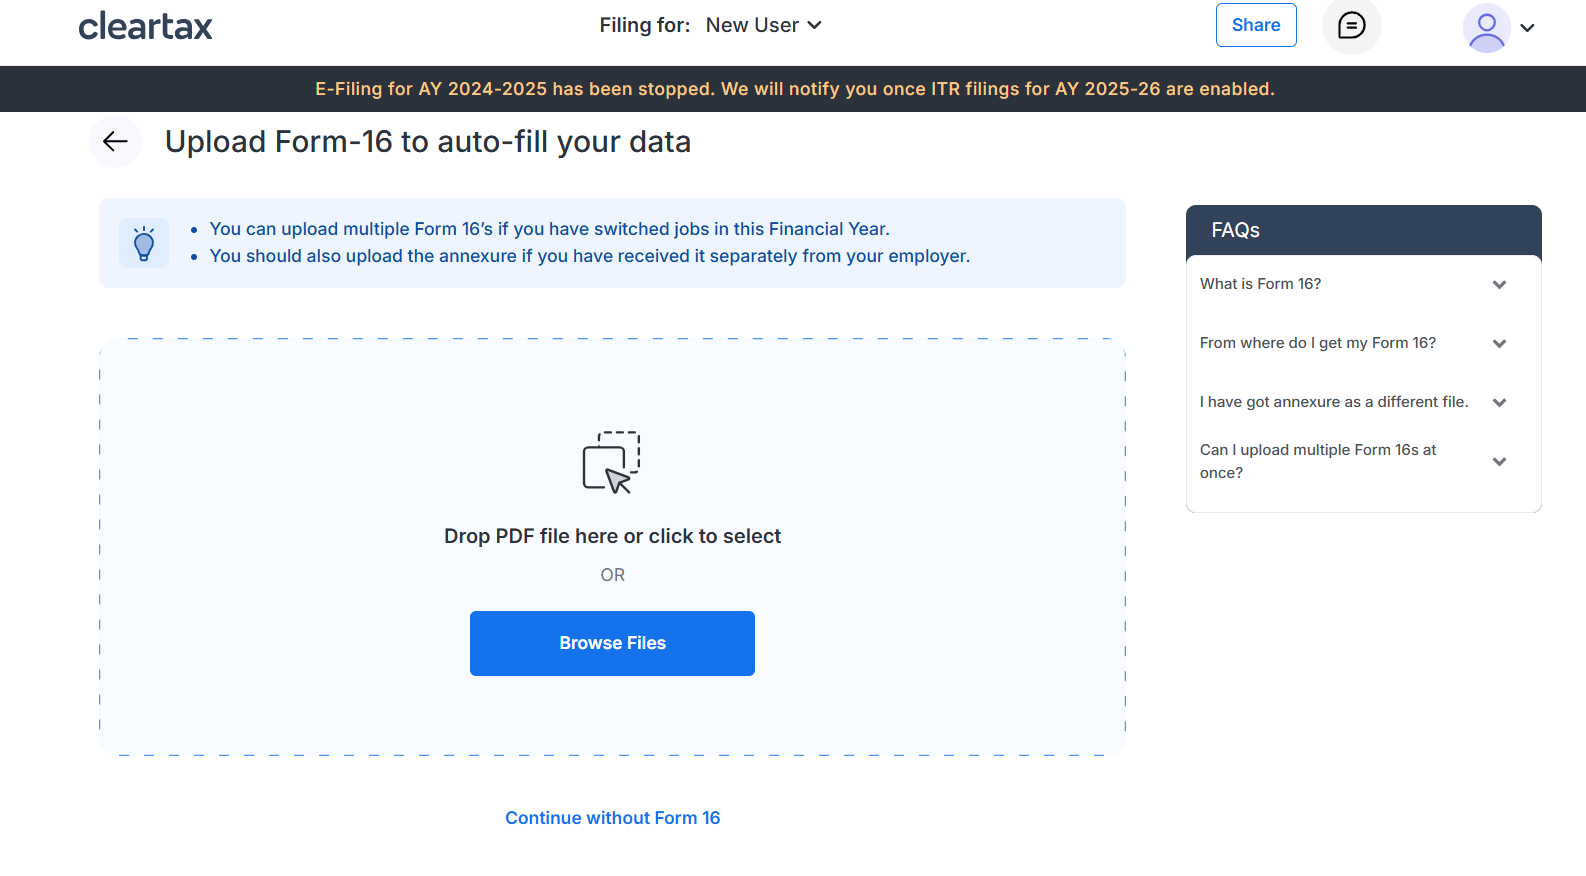 cleartax
Filing for: New User
Share
E-Filing for AY 2024-2025 has been stopped. We will notify you once ITR filings for AY 2025-26 are enabled.
Upload Form-16 to auto-fill your data
You can upload multiple Form 16’s if you have switched jobs in this Financial Year.
You should also upload the annexure if you have received it separately from your employer.
Drop PDF file here or click to select
OR
Browse Files
Continue without Form 16
FAQs
What is Form 16?
From where do I get my Form 16?
I have got annexure as a different file.
Can I upload multiple Form 16s at
once?